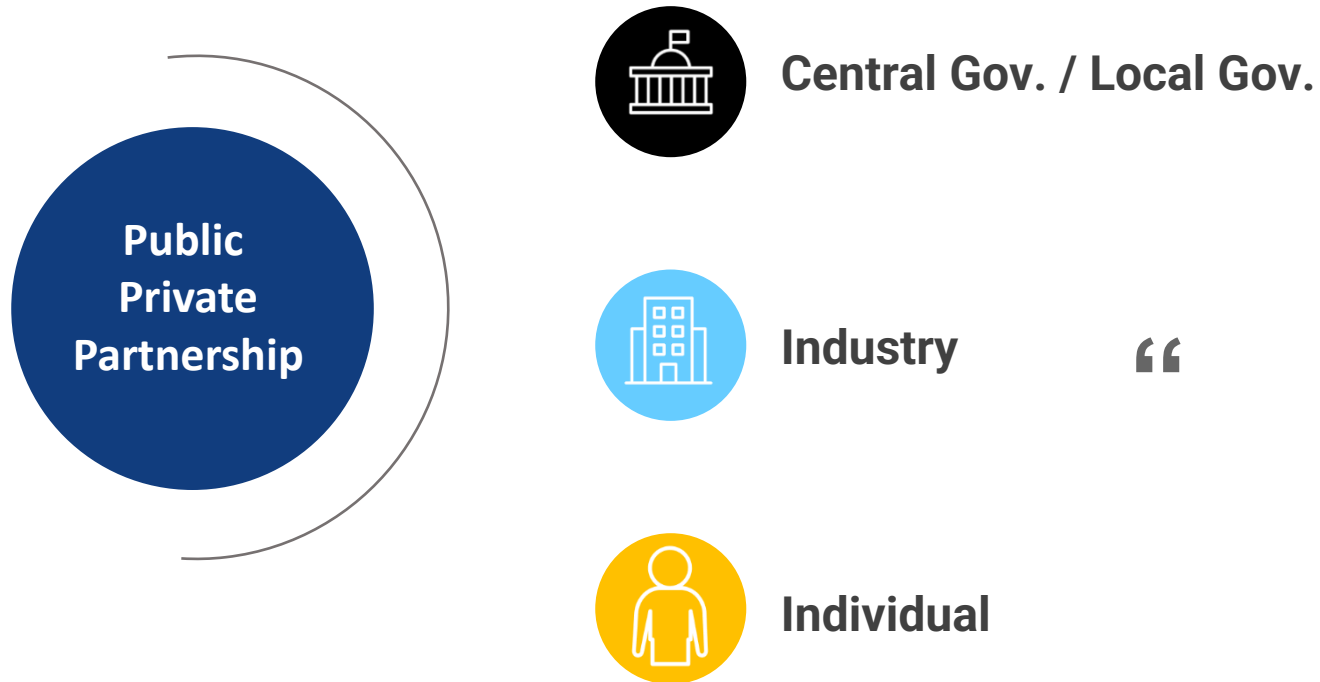 Public
Private
Partnership
Central Gov. / Local Gov.
Industry
“
Individual